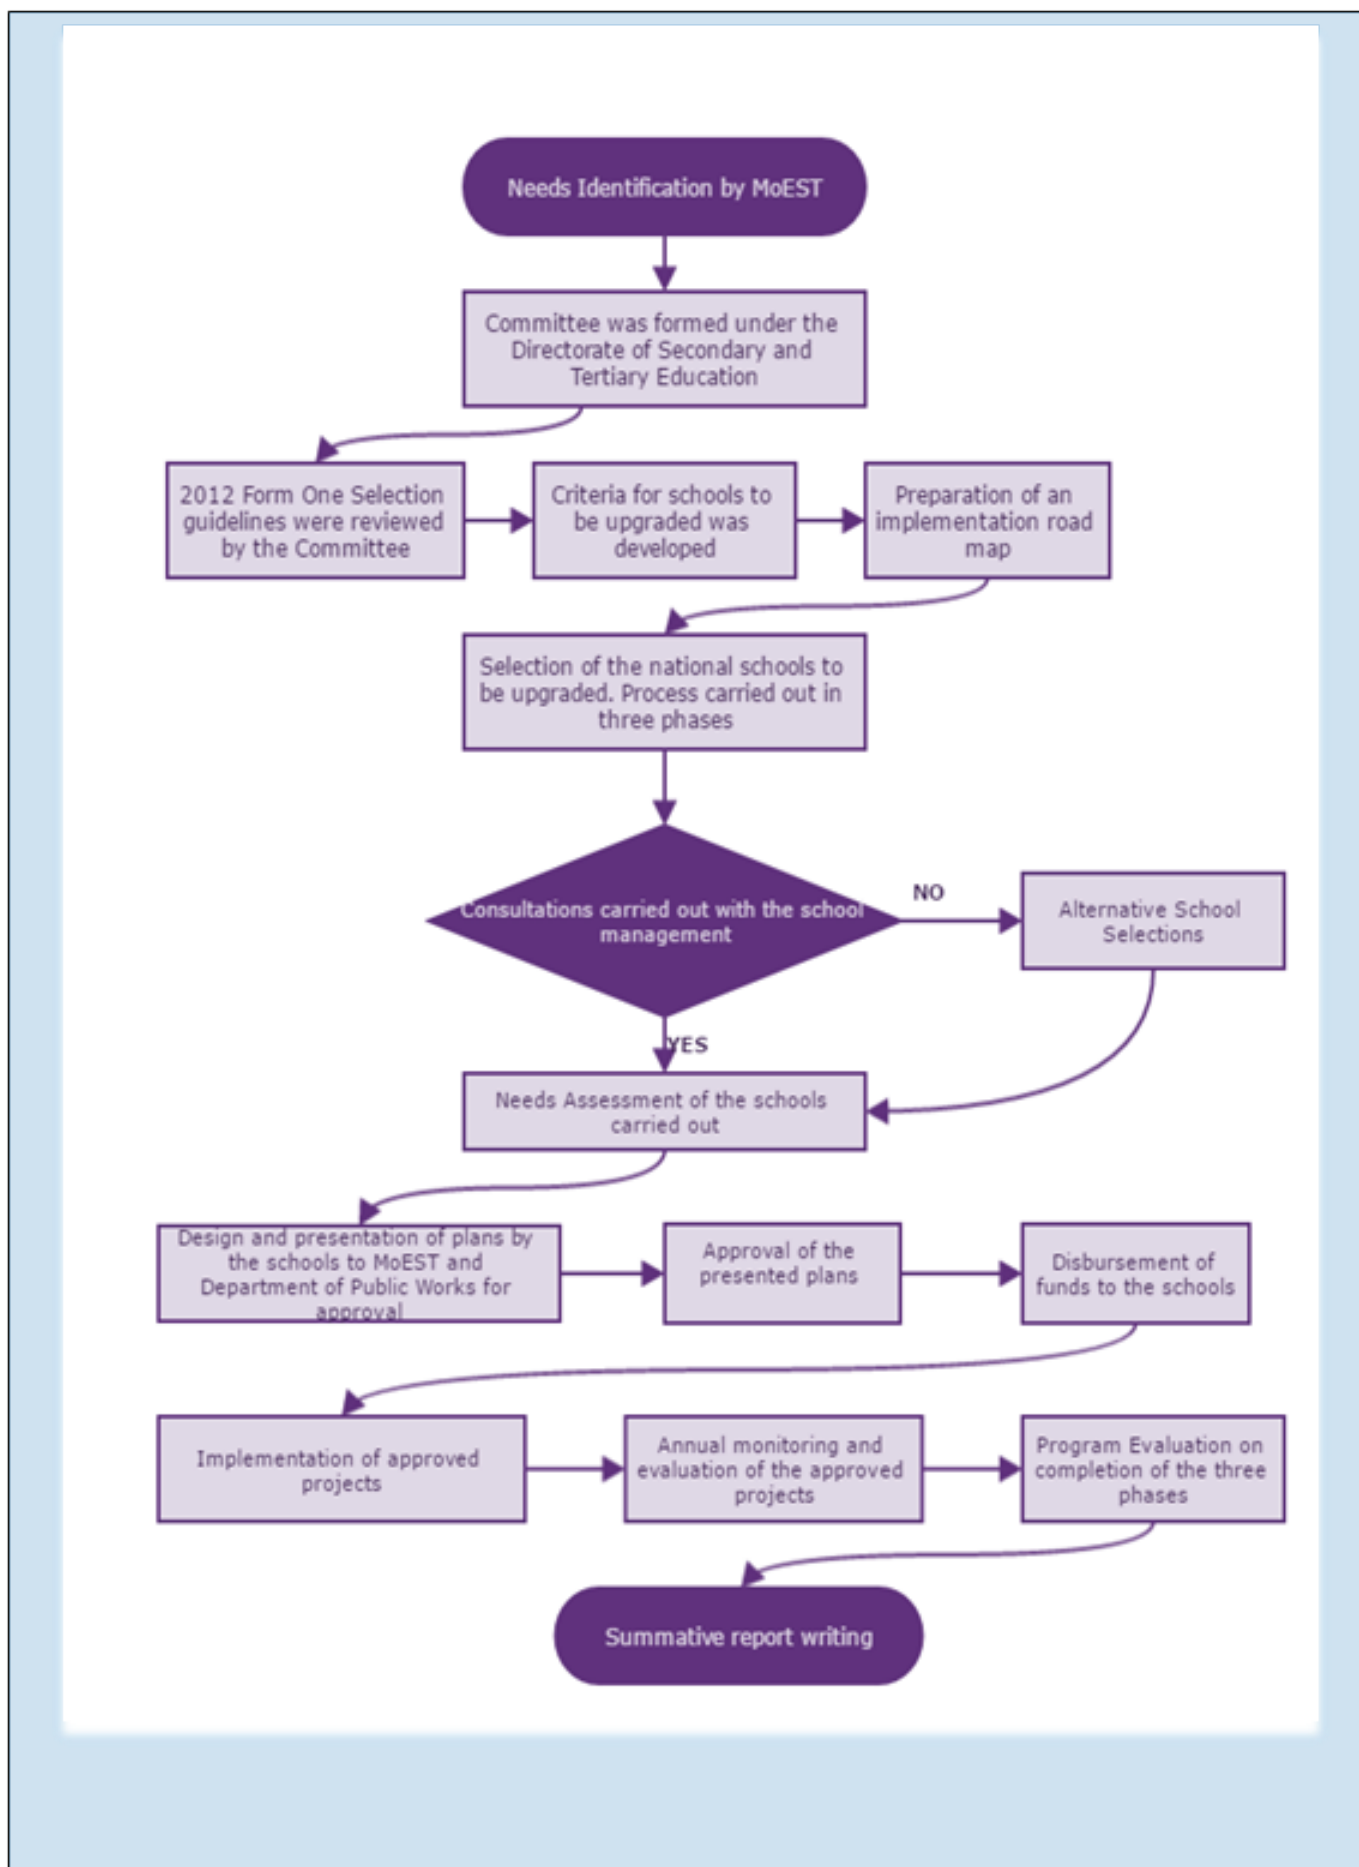 Needs Identification by MoEST
Committee was formed under the
Directorate of Secondary and
Tertiary Education
2012 Form One Selection
guidelines were reviewed
by the Committee
Criteria for schools to
be upgraded was
developed
Preparation of an
implementation road
map
Selection of the national schools to
be upgraded. Process carried out in
three phases
Consultations carried out with the school
management
NO
Alternative School
Selections
YES
Needs Assessment of the schools
carried out
Design and presentation of plans by
the schools to MoEST and
Department of Public Works for
approval
Approval of the
presented plans
Disbursement of
funds to the schools
Implementation of approved
projects
Annual monitoring and
evaluation of the approved
projects
Program Evaluation on
completion of the three
phases
Summative report writing